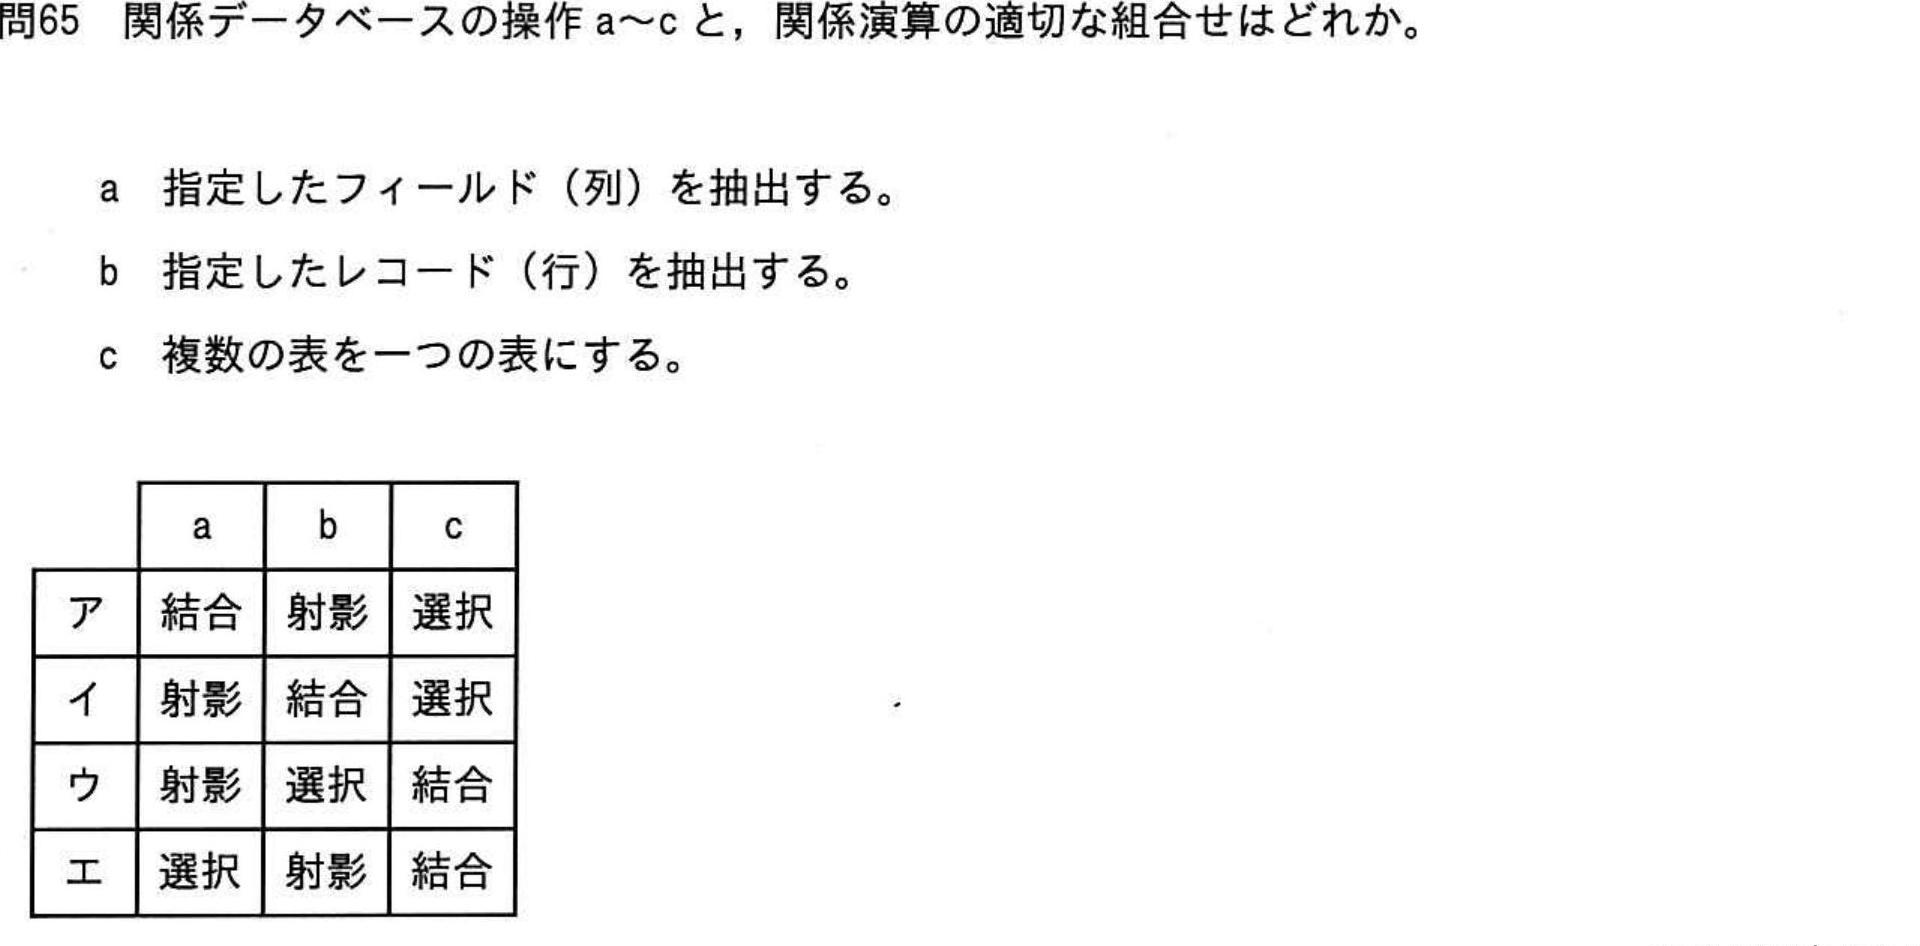 問65 関係データベースの操作 a～c と，関係演算の適切な組合せはどれか。
a 指定したフィールド（列）を抽出する。
b 指定したレコード（行）を抽出する。
c 複数の表を一つの表にする。
a b c
ア 結合 射影 選択
イ 射影 結合 選択
ウ 射影 選択 結合
エ 選択 射影 結合